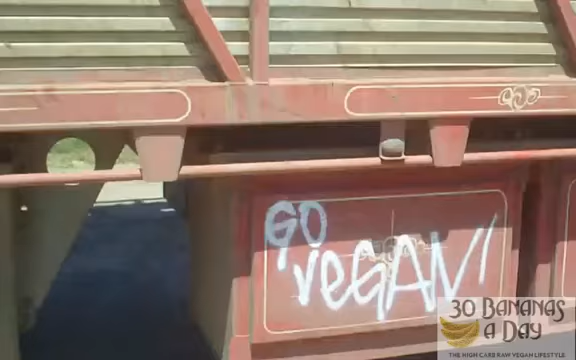 GO
'VEGAN'
30 BANANAS
A DAY
THE HIGH CARB RAW VEGAN LIFESTYLE